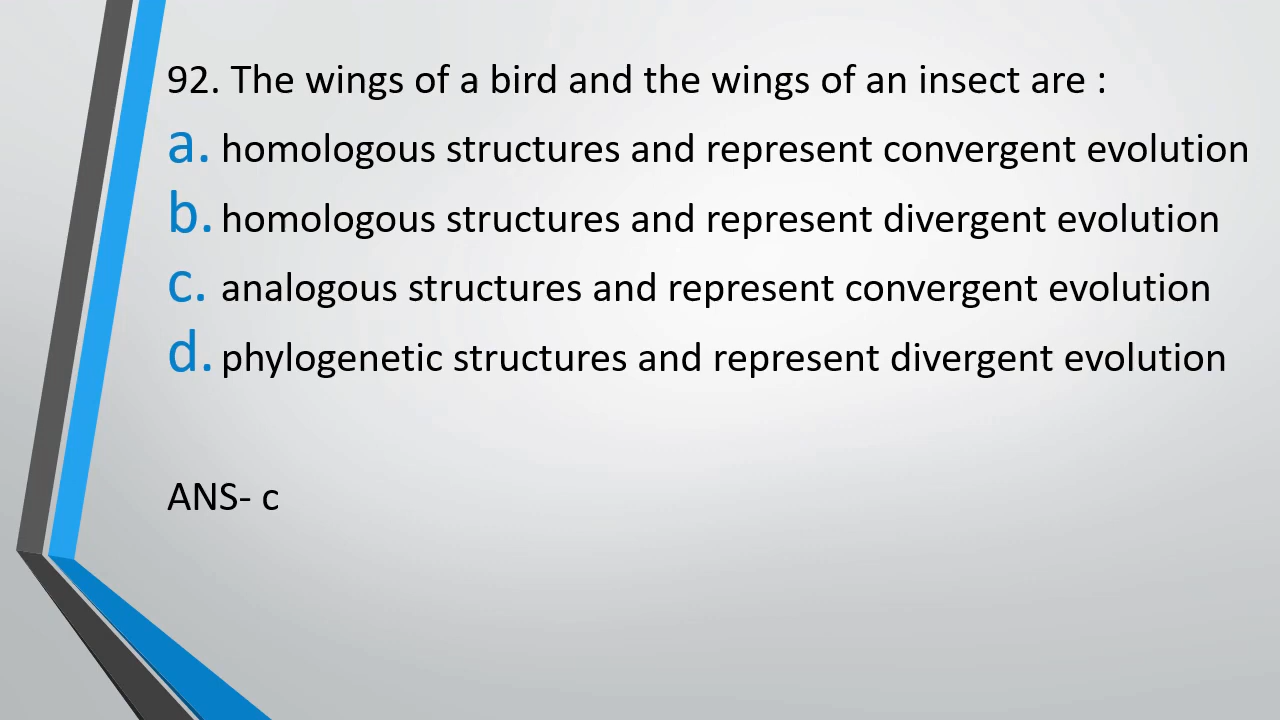 92. The wings of a bird and the wings of an insect are :
a. homologous structures and represent convergent evolution
b. homologous structures and represent divergent evolution
c. analogous structures and represent convergent evolution
d. phylogenetic structures and represent divergent evolution
ANS- c